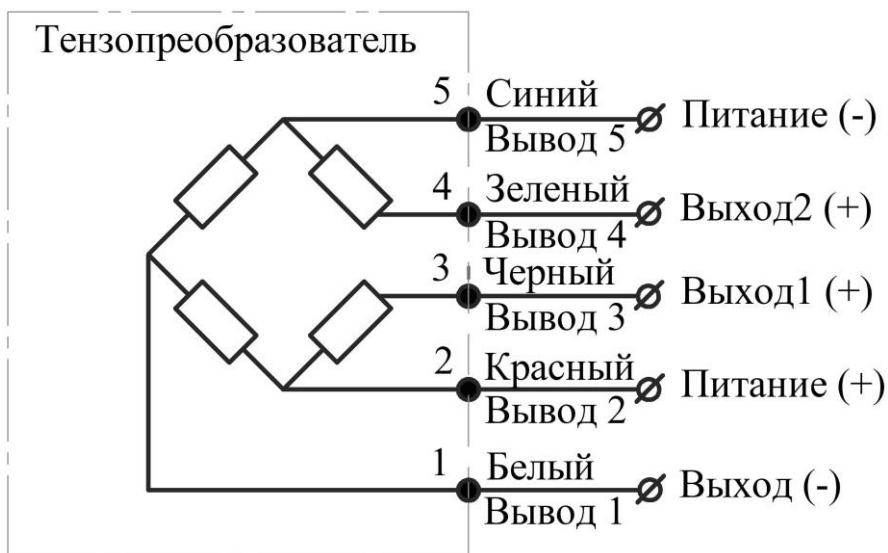 Тензопреобразователь
5 Синий
Вывод 5
Питание (-)
4 Зеленый
Вывод 4
Выход2 (+)
3 Черный
Вывод 3
Выход1 (+)
2 Красный
Вывод 2
Питание (+)
1 Белый
Вывод 1
Выход (-)